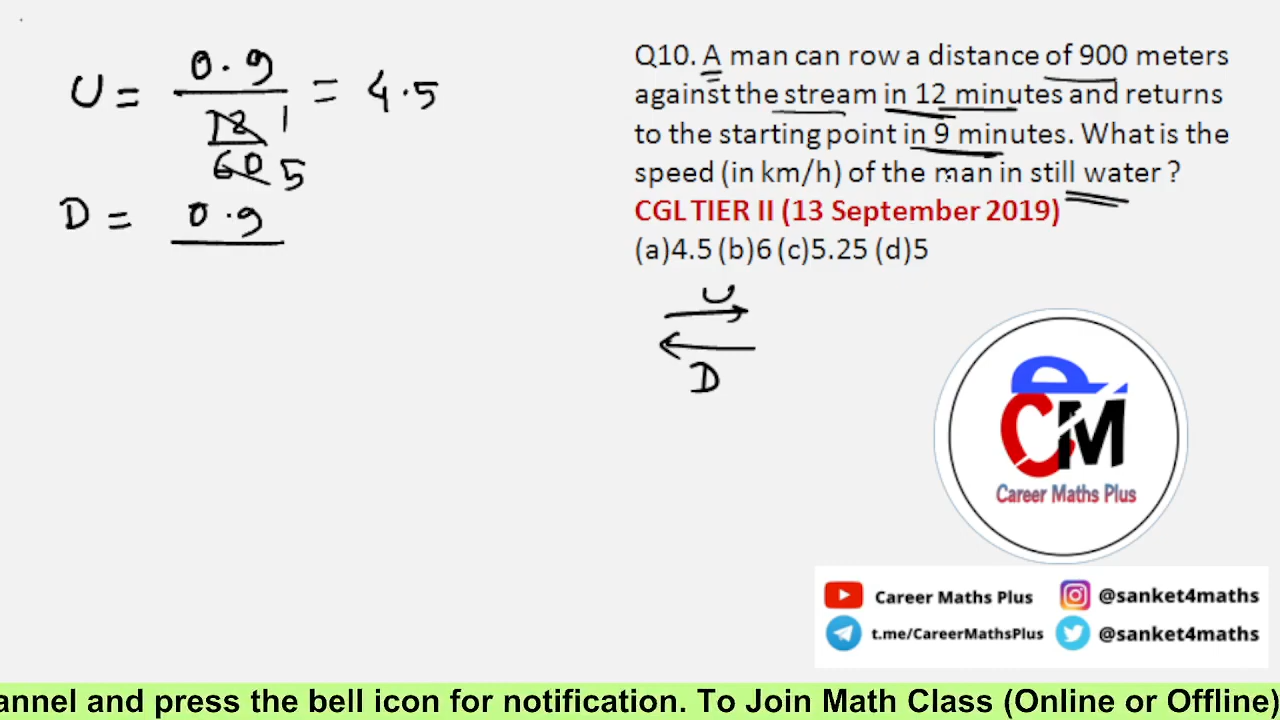 U = 0.9 / 12/60 1 5 = 4.5
D = 0.9
Q10. A man can row a distance of 900 meters
against the stream in 12 minutes and returns
to the starting point in 9 minutes. What is the
speed (in km/h) of the man in still water ?
CGL TIER II (13 September 2019)
(a)4.5 (b)6 (c)5.25 (d)5
U
D
CM
Career Maths Plus
Career Maths Plus
@sanket4maths
t.me/CareerMathsPlus
@sanket4maths
annel and press the bell icon for notification. To Join Math Class (Online or Offline)